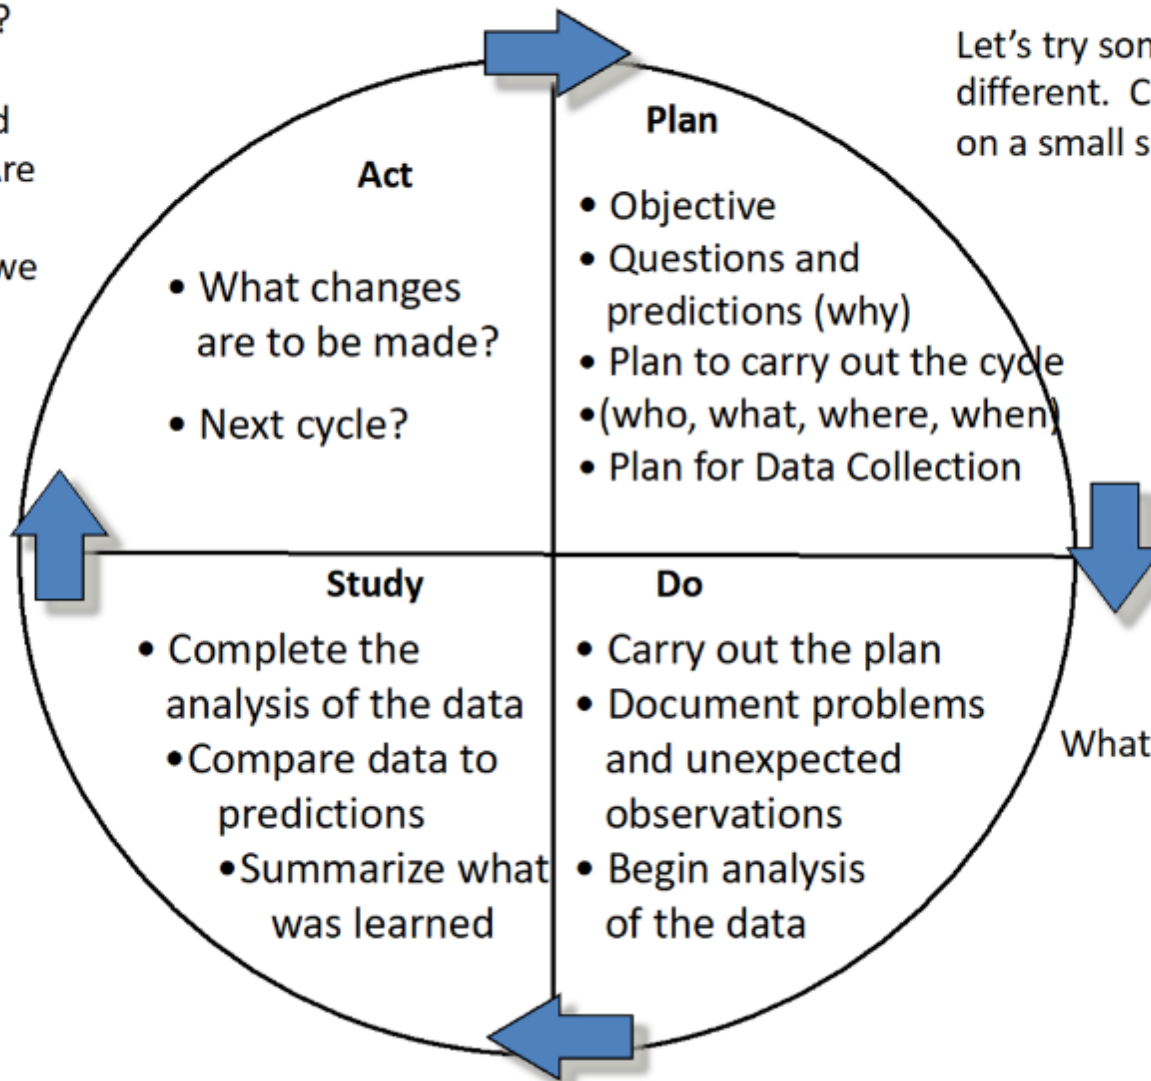 ?
d
are
we
Let's try
different.
on a small
Act
• What changes
are to be made?
• Next cycle?
Plan
• Objective
• Questions and
predictions (why)
• Plan to carry out the cycle
•(who, what, where, when)
• Plan for Data Collection
Study
• Complete the
analysis of the data
•Compare data to
predictions
•Summarize what
was learned
Do
• Carry out the plan
• Document problems
and unexpected
observations
• Begin analysis
of the data
What